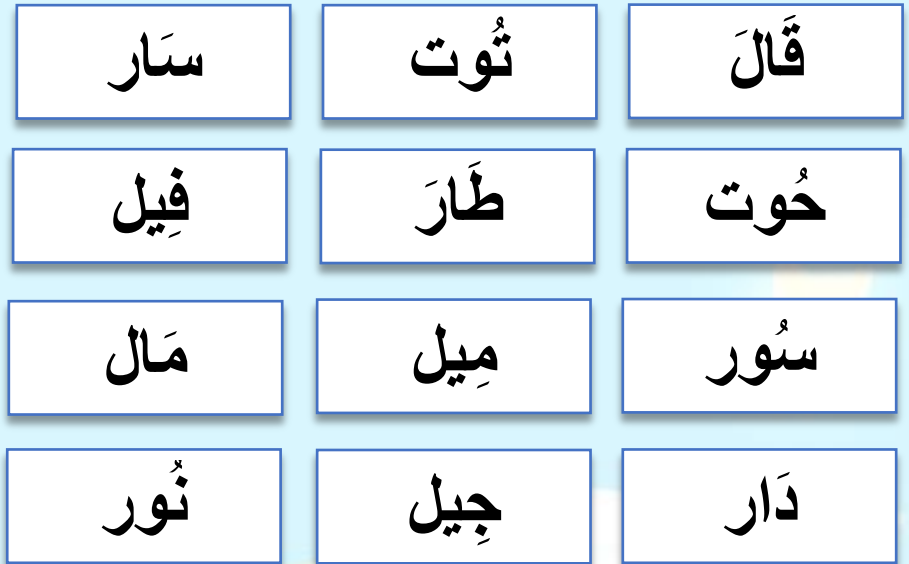 قَالَ تُوت سَار
حُوت طَارَ فِيل
سُور مِيل مَال
دَار جِيل نُور